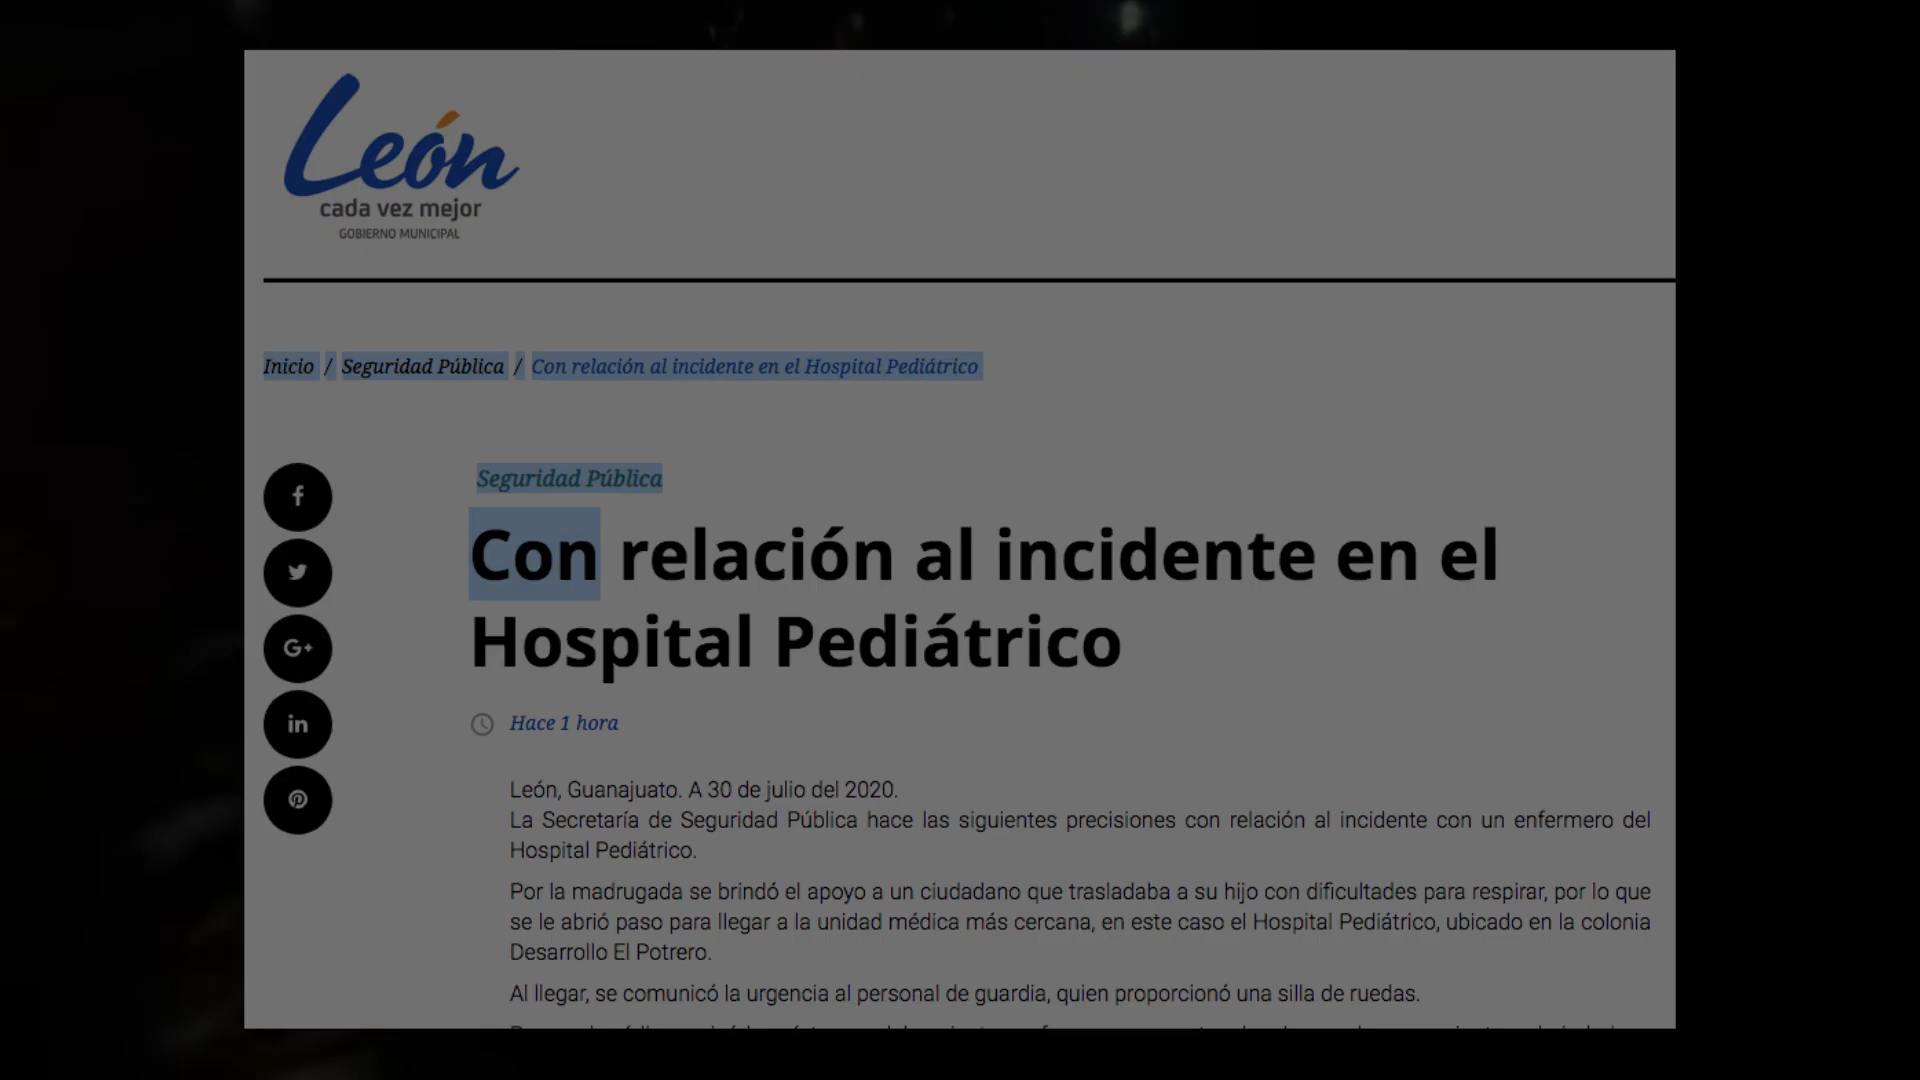 León
cada vez mejor
GOBIERNO MUNICIPAL
Inicio / Seguridad Pública / Con relación al incidente en el Hospital Pediátrico
Seguridad Pública
Con relación al incidente en el
Hospital Pediátrico
Hace 1 hora
León, Guanajuato. A 30 de julio del 2020.
La Secretaría de Seguridad Pública hace las siguientes precisiones con relación al incidente con un enfermero del
Hospital Pediátrico.
Por la madrugada se brindó el apoyo a un ciudadano que trasladaba a su hijo con dificultades para respirar, por lo que
se le abrió paso para llegar a la unidad médica más cercana, en este caso el Hospital Pediátrico, ubicado en la colonia
Desarrollo El Potrero.
Al llegar, se comunicó la urgencia al personal de guardia, quien proporcionó una silla de ruedas.